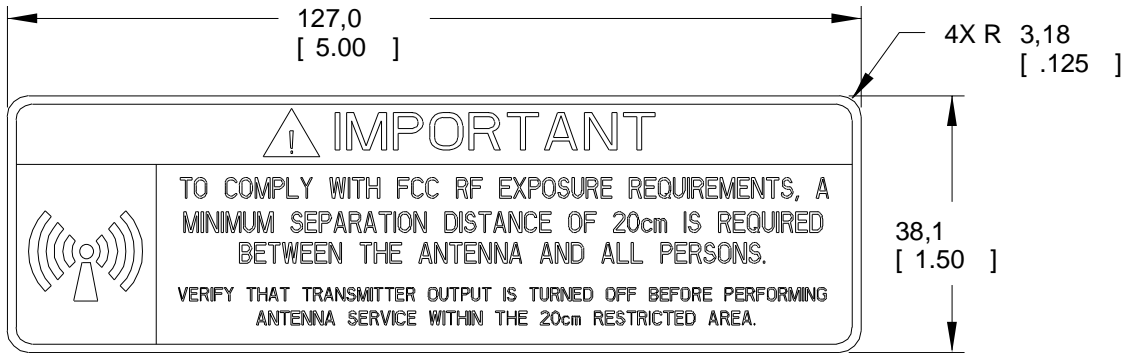 127,0
[ 5.00 ]
4X R 3,18
[ .125 ]
! IMPORTANT
TO COMPLY WITH FCC RF EXPOSURE REQUIREMENTS, A
MINIMUM SEPARATION DISTANCE OF 20cm IS REQUIRED
BETWEEN THE ANTENNA AND ALL PERSONS.
VERIFY THAT TRANSMITTER OUTPUT IS TURNED OFF BEFORE PERFORMING
ANTENNA SERVICE WITHIN THE 20cm RESTRICTED AREA.
38,1
[ 1.50 ]